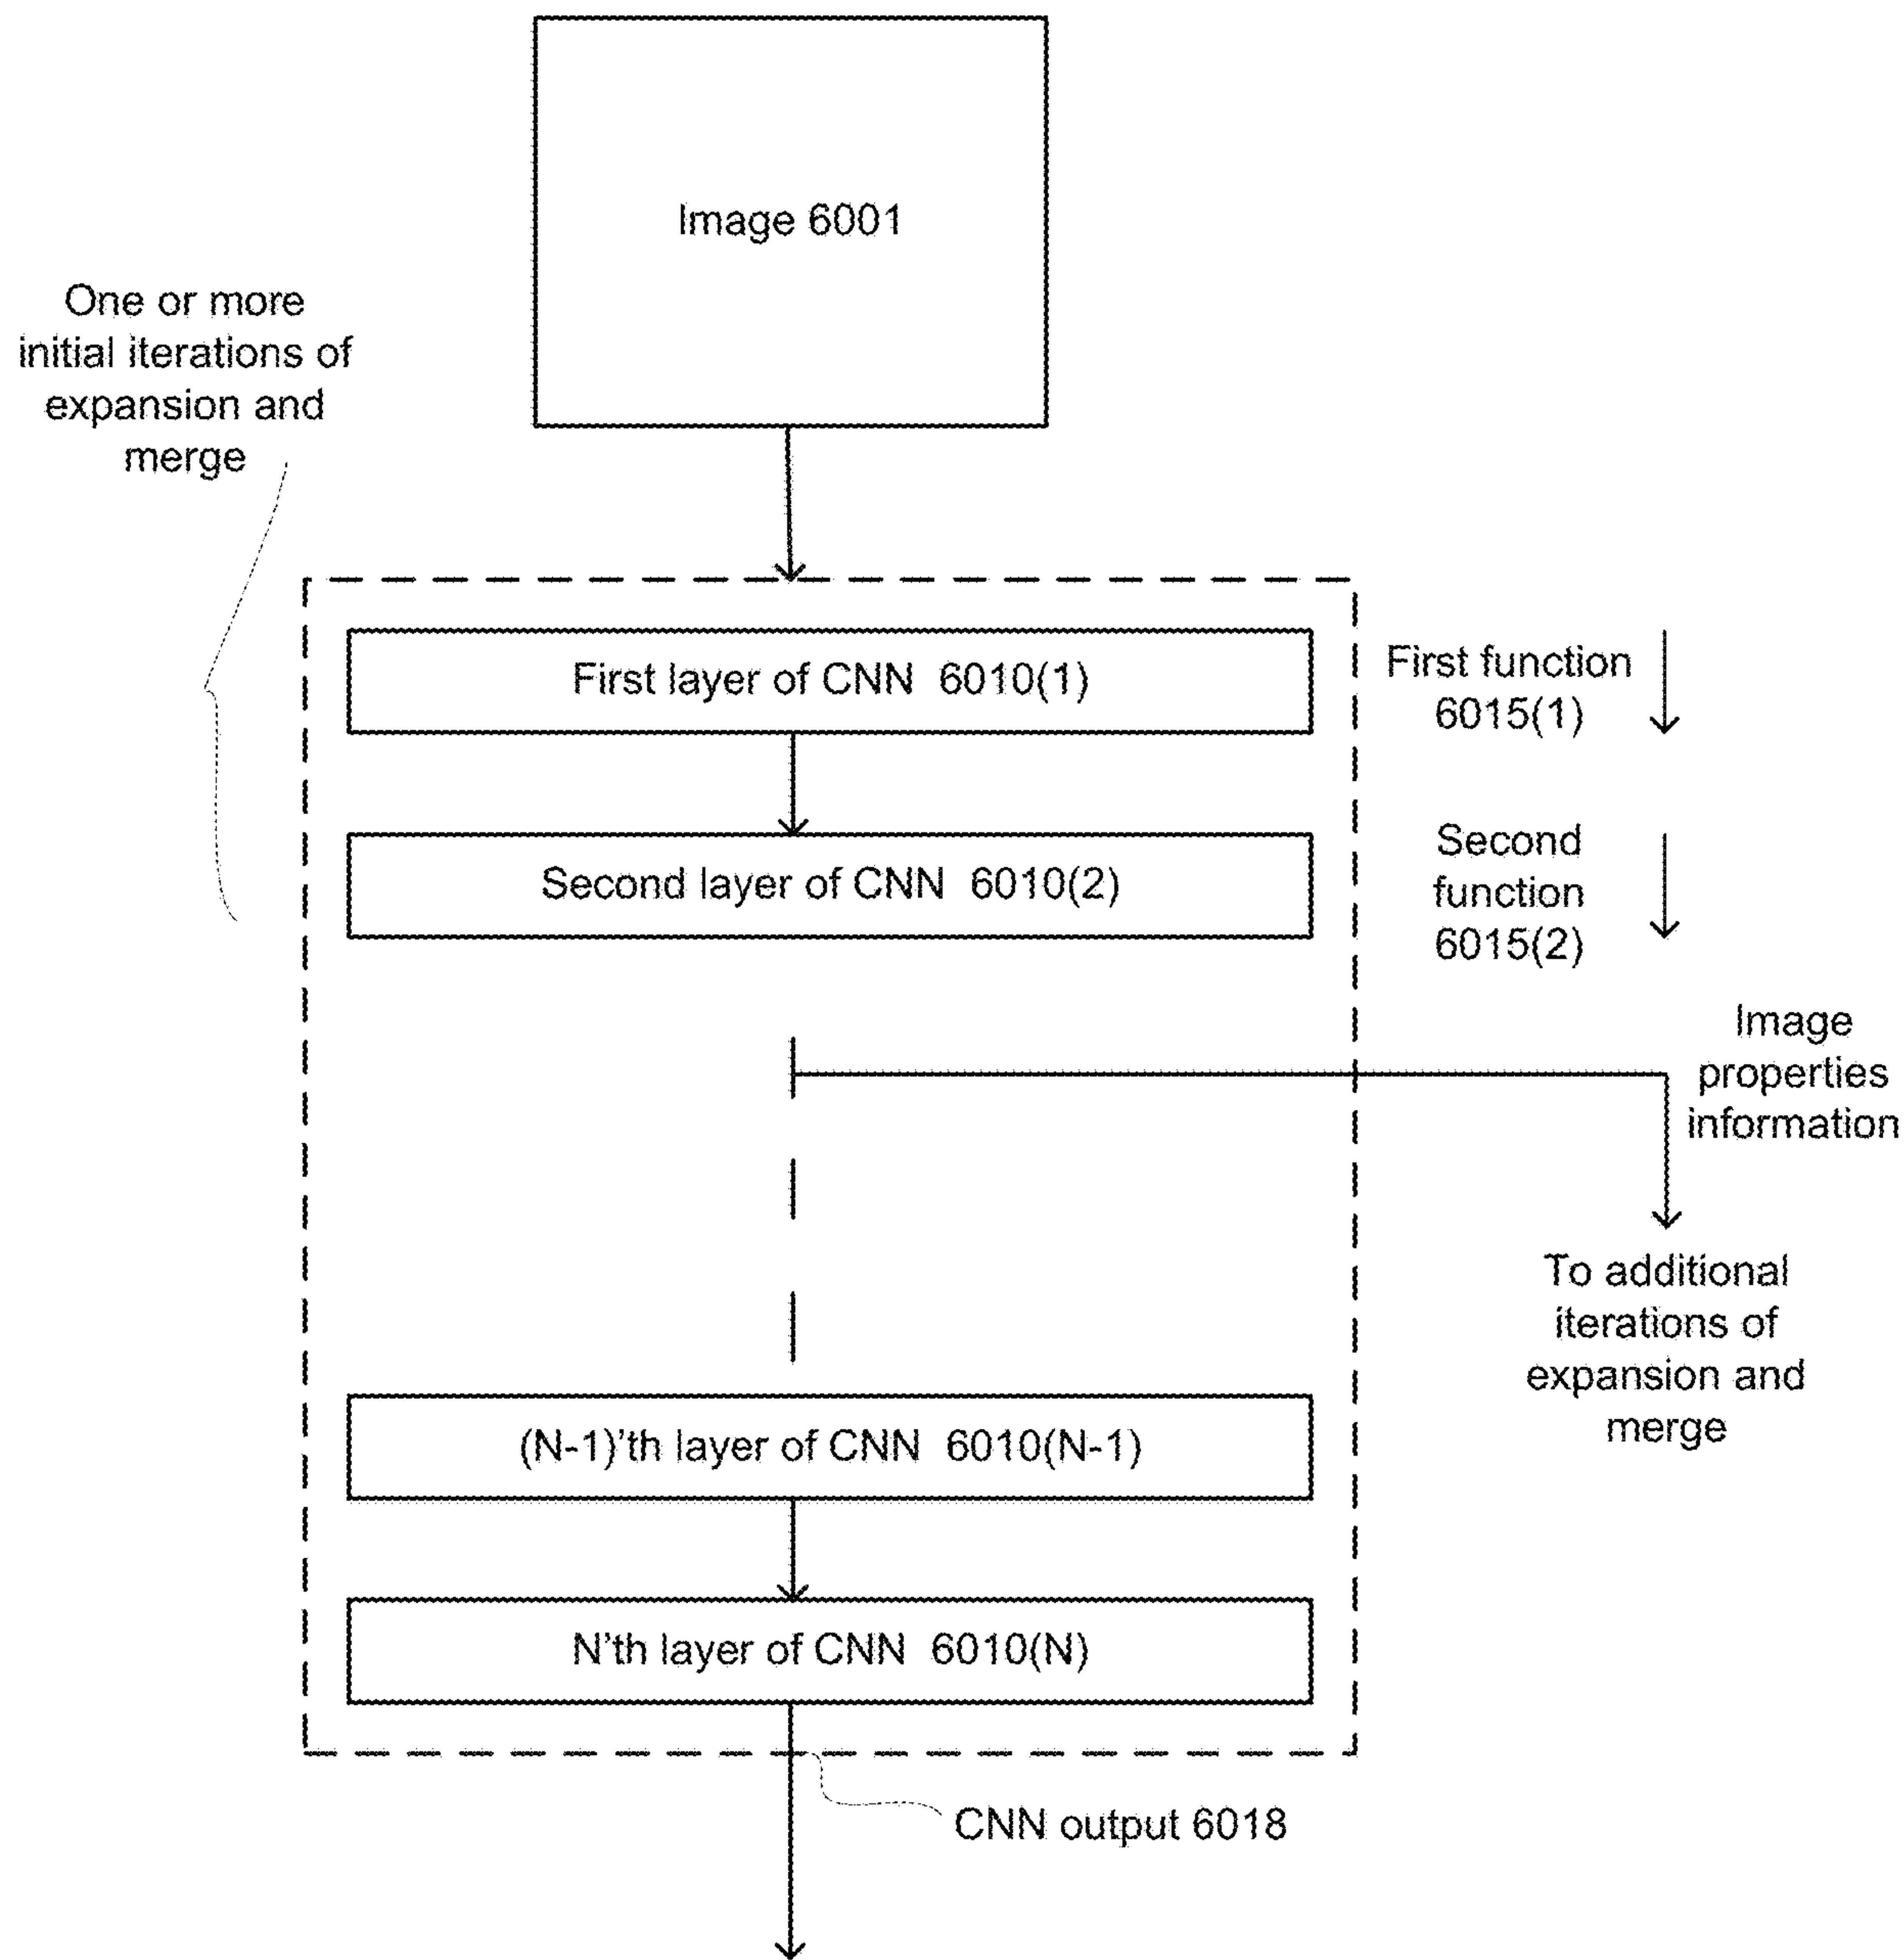 Image 6001
One or more
initial iterations of
expansion and
merge
First layer of CNN 6010(1)
First function
6015(1)
Second layer of CNN 6010(2)
Second
function
6015(2)
Image
properties
information
To additional
iterations of
expansion and
merge
(N-1)'th layer of CNN 6010(N-1)
N'th layer of CNN 6010(N)
CNN output 6018